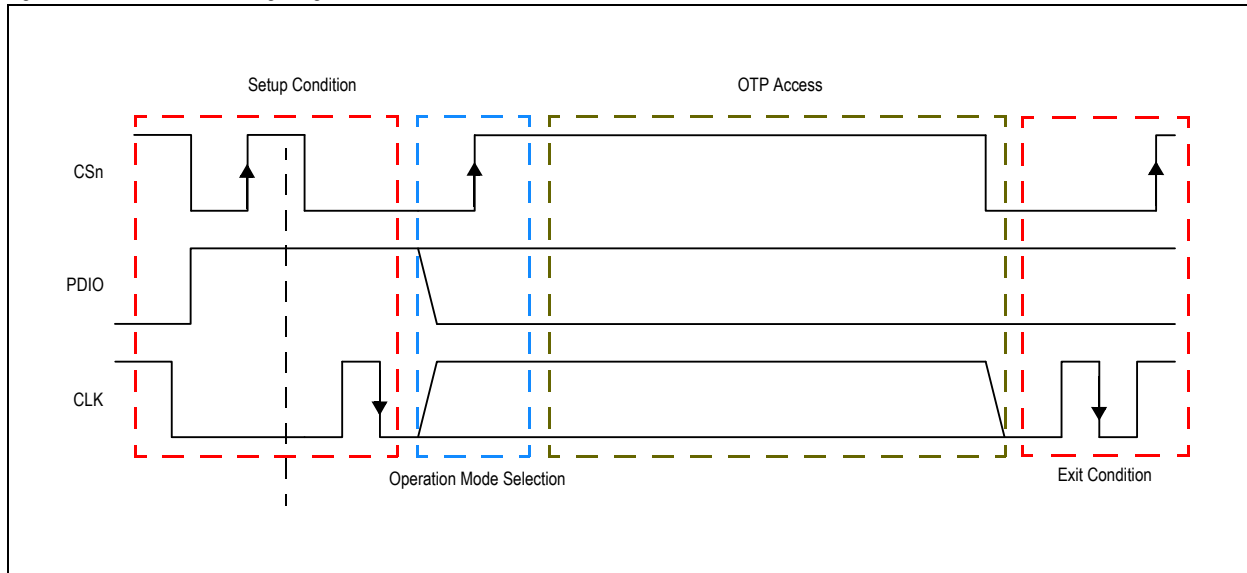 Setup Condition
OTP Access
CSn
PDIO
CLK
Operation Mode Selection
Exit Condition